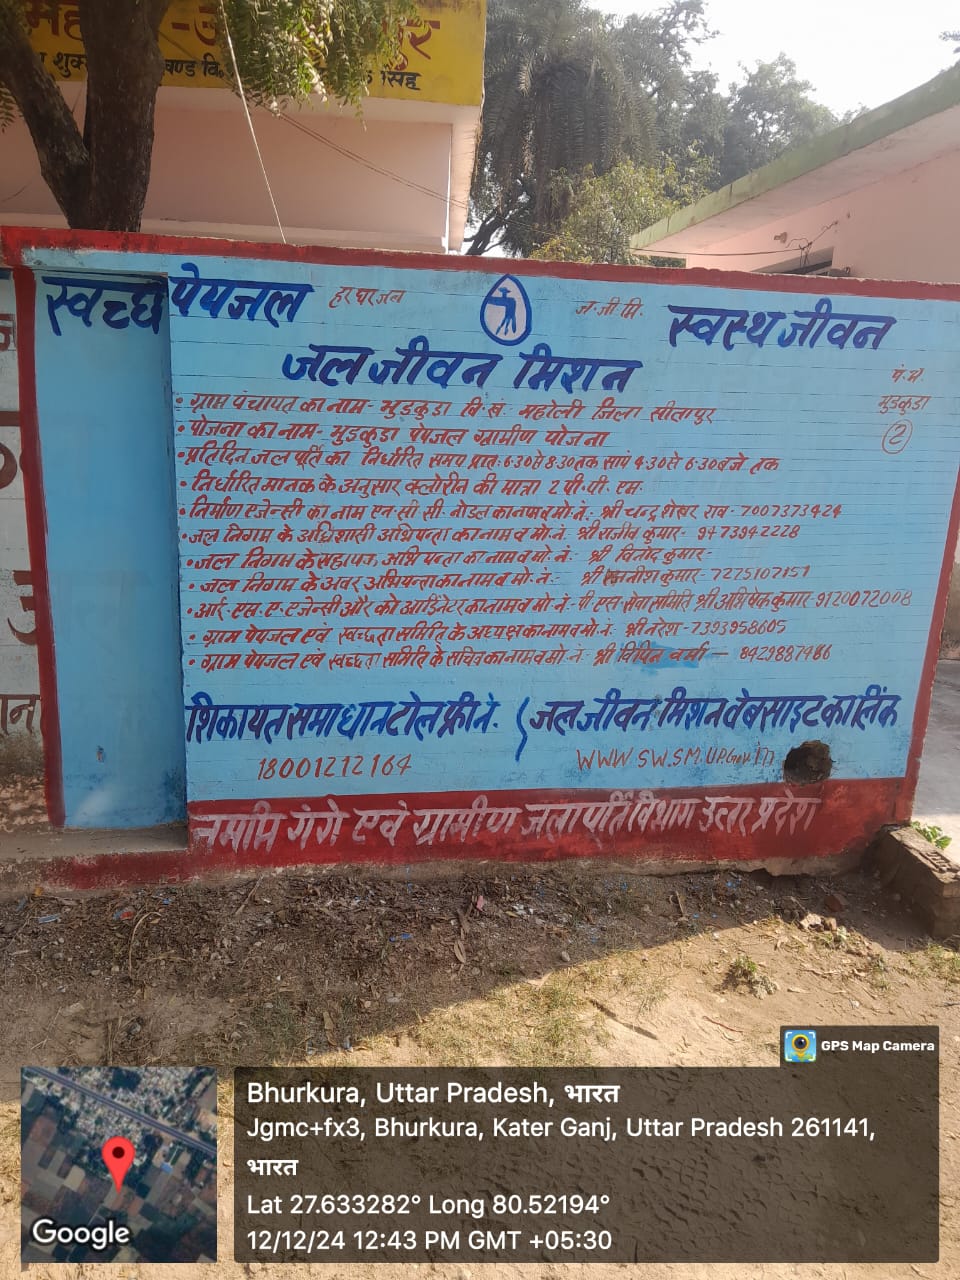 शुक्ल
सिंह
स्वच्छ पेयजल हर घर जल ज.जी.मि. स्वस्थ जीवन
जल जीवन मिशन
मुडकुडा
2
• ग्राम पंचायत का नाम- मुडकुडा वि.खं. महोली जिला सीतापुर
• योजना का नाम- मुडकुडा पेयजल ग्रामीण योजना
• प्रतिदिन जल पूर्ति का निर्धारित समय प्रातः 6:30 से 8:30 तक सायं 4:30 से 6:30 बजे तक
• निर्धारित मानक के अनुसार क्लोरीन की मात्रा 2 पी.पी. एम.
• निर्माण एजेन्सी का नाम एन.सी.सी. नोडल का नाम व मो.नं.: श्री चन्द्र शेखर राव- 7007373424
• जल निगम के अधिशासी अभियन्ता का नाम व मो.नं. श्री राजीव कुमार- 9473942228
• जल निगम के सहायक अभियन्ता का नाम व मो.नं: श्री विनोद कुमार-
• जल निगम के अवर अभियन्ता का नाम व मो.नं.: श्री रजनीश कुमार- 7275107151
• आई.एस.ए. एजेन्सी और को आर्डिनेटर का नाम व मो.नं.- पी एस सेवा समिति श्री अभिषेक कुमार- 9120072008
• ग्राम पेयजल एवं स्वच्छता समिति के अध्यक्ष का नाम व मो.नं. श्री नरेश- 7393958605
• ग्राम पेयजल एवं स्वच्छता समिति के सचिव का नाम व मो.नं. श्री विपिन वर्मा — 8429887486
शिकायत समाधान टोल फ्री नं. जल जीवन मिशन वेबसाइट का लिंक
18001212164 WWW SW.SM.UP.Gov.In
नमामि गंगे एवं ग्रामीण जलापूर्ति विभाग उत्तर प्रदेश
GPS Map Camera
Bhurkura, Uttar Pradesh, भारत
Jgmc+fx3, Bhurkura, Kater Ganj, Uttar Pradesh 261141,
भारत
Lat 27.633282° Long 80.52194°
12/12/24 12:43 PM GMT +05:30
Google